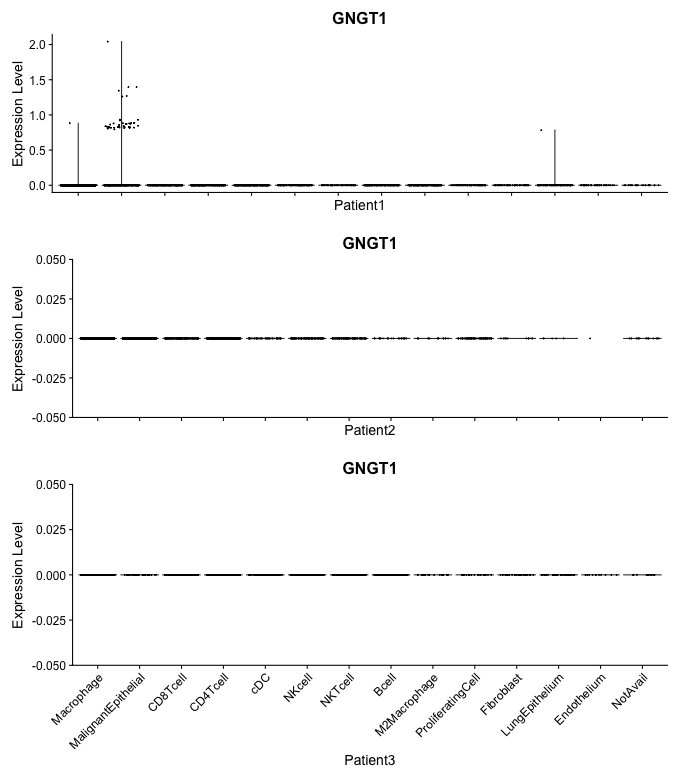 GNGT1
Expression Level
2.0
1.5
1.0
0.5
0.0
Patient1
GNGT1
Expression Level
0.050
0.025
0.000
-0.025
-0.050
Patient2
GNGT1
Expression Level
0.050
0.025
0.000
-0.025
-0.050
Macrophage
MalignantEpithelial
CD8Tcell
CD4Tcell
cDC
NKcell
NKTcell
Bcell
M2Macrophage
ProliferatingCell
Fibroblast
LungEpithelium
Endothelium
NotAvail
Patient3